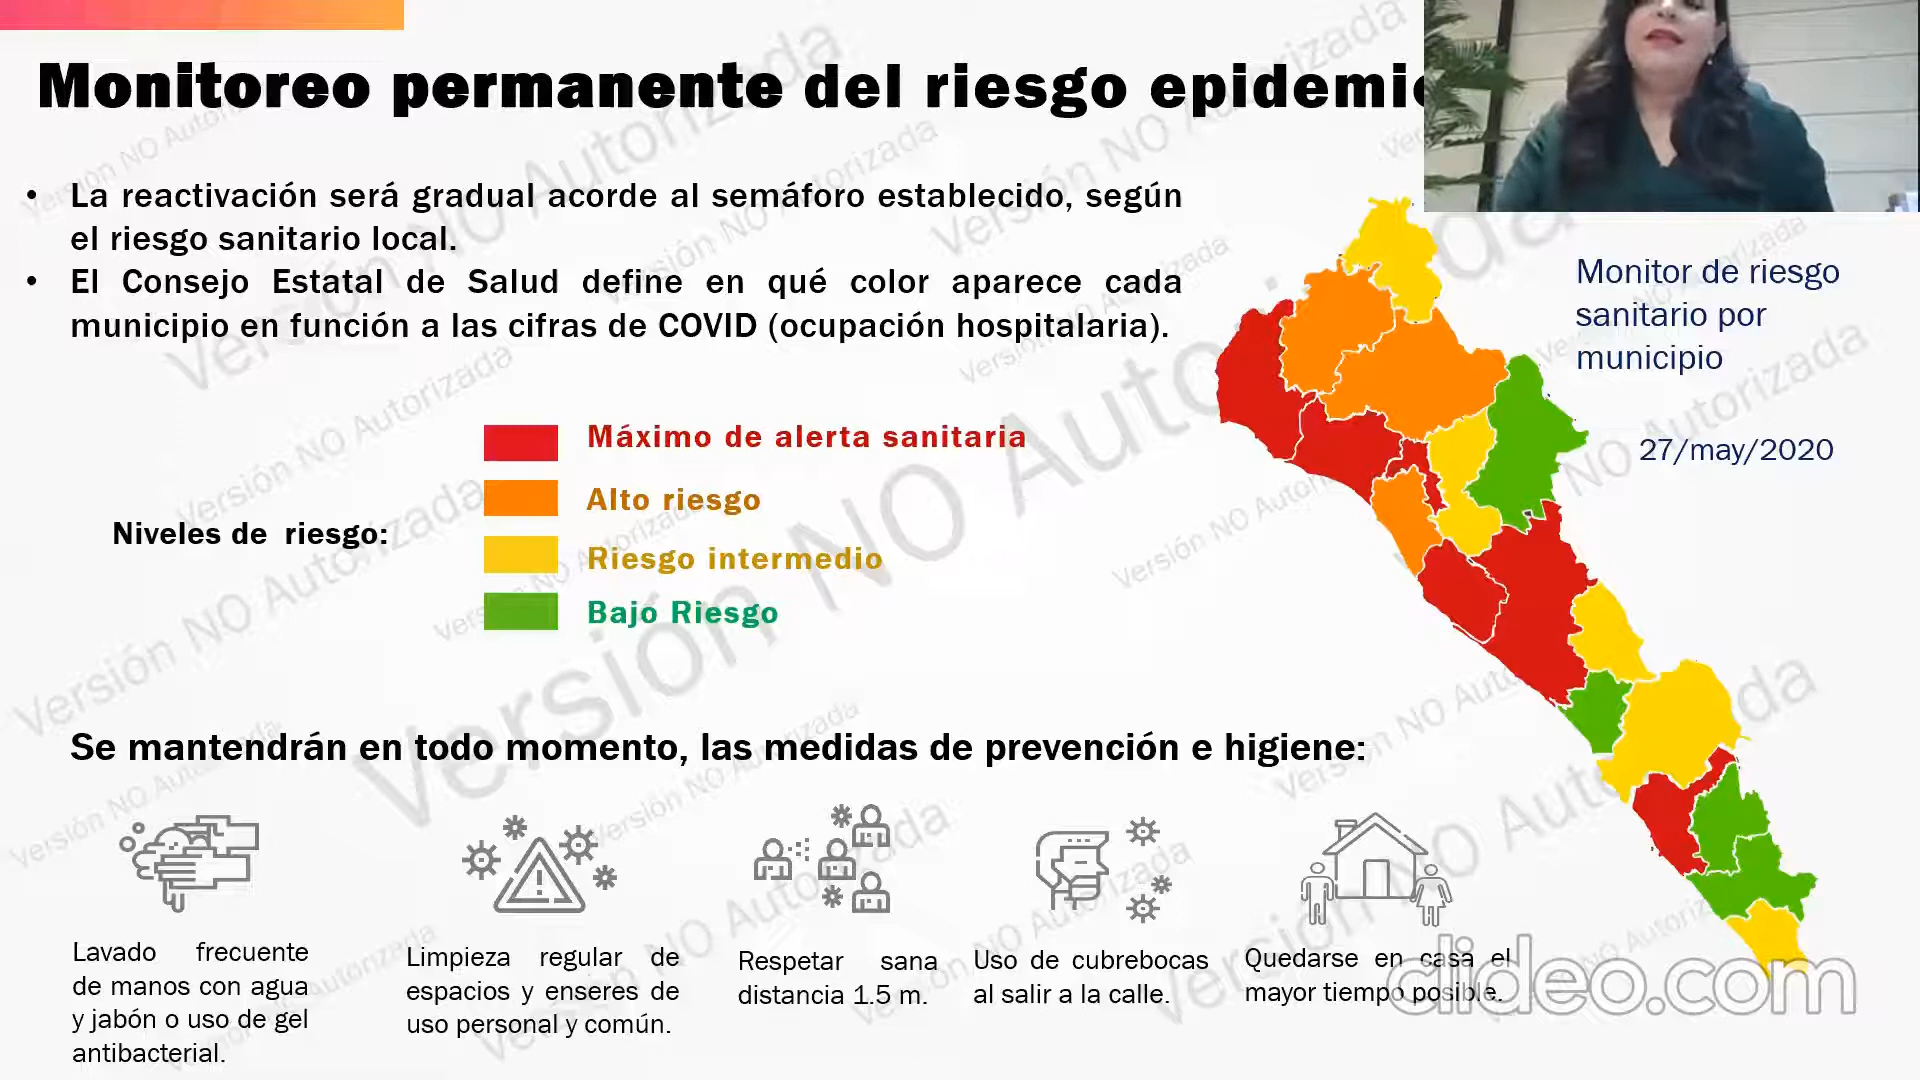 Monitoreo permanente del riesgo epidemi
• La reactivación será gradual acorde al semáforo establecido, según
el riesgo sanitario local.
• El Consejo Estatal de Salud define en qué color aparece cada
municipio en función a las cifras de COVID (ocupación hospitalaria).
Monitor de riesgo
sanitario por
municipio
27/may/2020
Niveles de riesgo:
Máximo de alerta sanitaria
Alto riesgo
Riesgo intermedio
Bajo Riesgo
Se mantendrán en todo momento, las medidas de prevención e higiene:
Lavado frecuente
de manos con agua
y jabón o uso de gel
antibacterial.
Limpieza regular de
espacios y enseres de
uso personal y común.
Respetar sana
distancia 1.5 m.
Uso de cubrebocas
al salir a la calle.
Quedarse en casa el
mayor tiempo posible.
Versión NO Autorizada
clideo.com